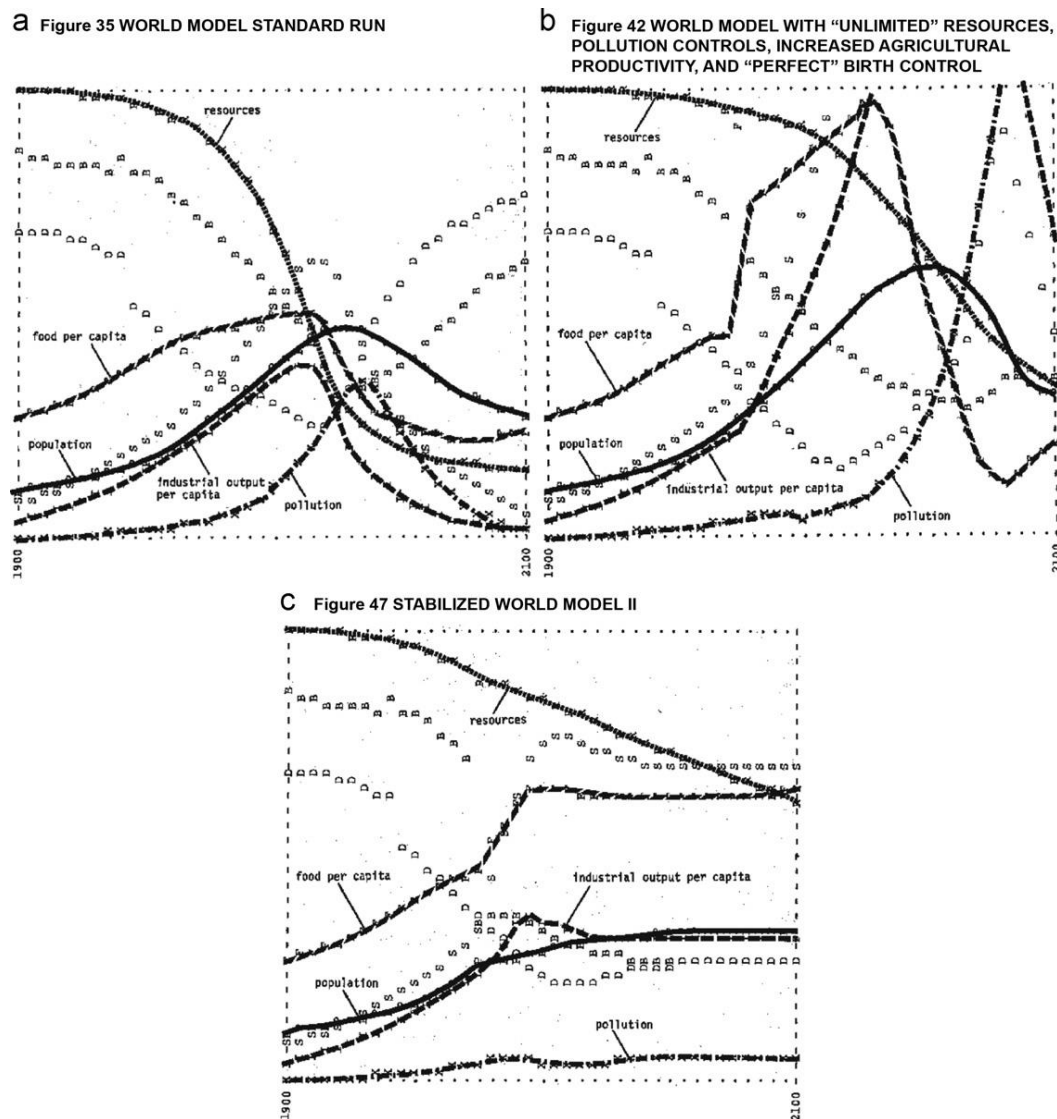 a Figure 35 WORLD MODEL STANDARD RUN
resources
food per capita
population
industrial output
per capita
pollution
1900
2100
b Figure 42 WORLD MODEL WITH “UNLIMITED” RESOURCES,
POLLUTION CONTROLS, INCREASED AGRICULTURAL
PRODUCTIVITY, AND “PERFECT” BIRTH CONTROL
resources
food per capita
population
industrial output per capita
pollution
1900
2100
c Figure 47 STABILIZED WORLD MODEL II
resources
food per capita
industrial output per capita
population
pollution
1900
2100